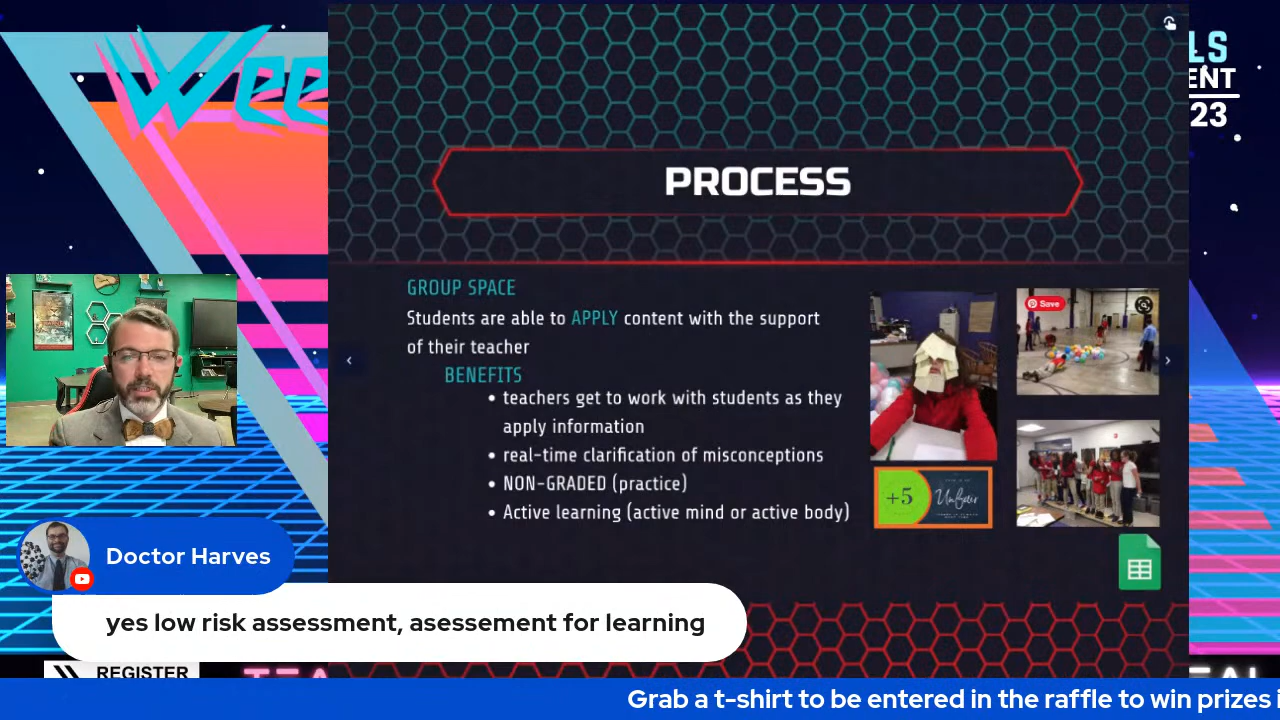 Wee
LS
ENT
23
PROCESS
GROUP SPACE
Students are able to APPLY content with the support
of their teacher
BENEFITS
• teachers get to work with students as they
apply information
• real-time clarification of misconceptions
• NON-GRADED (practice)
• Active learning (active mind or active body)
Save
+5
Unfair
Doctor Harves
yes low risk assessment, asessement for learning
REGISTER
Grab a t-shirt to be entered in the raffle to win prizes i